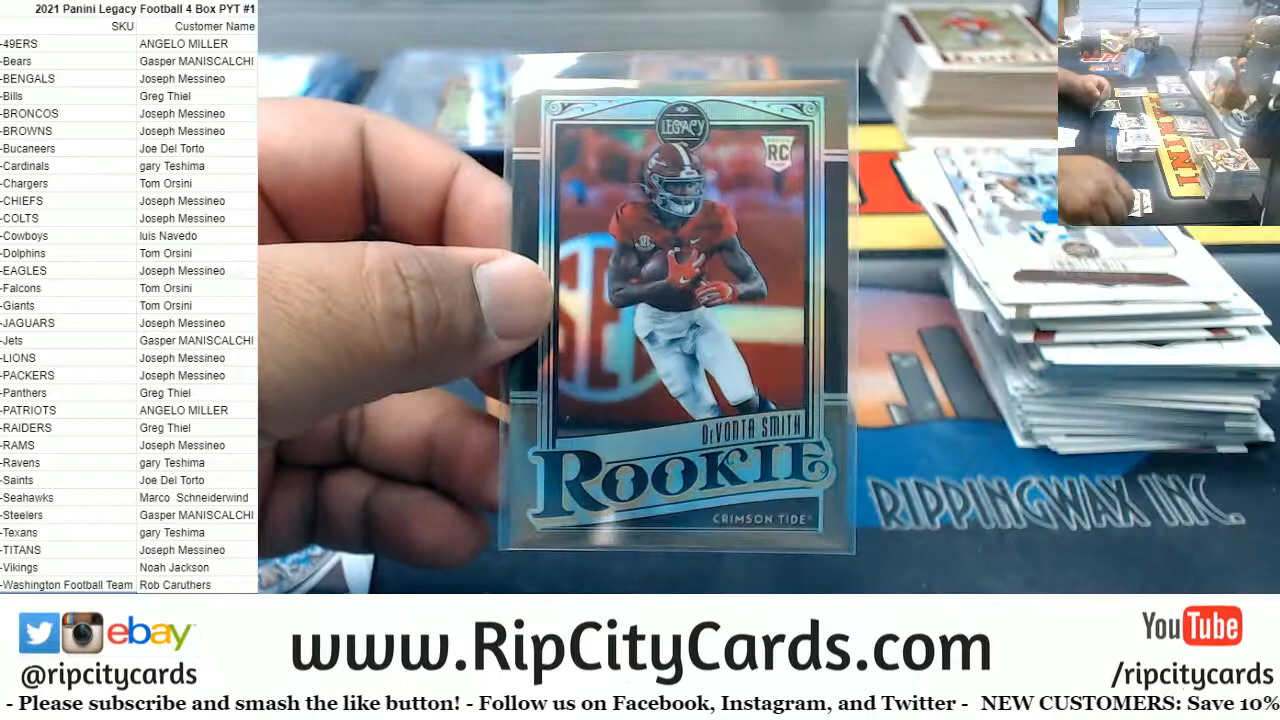 2021 Panini Legacy Football 4 Box PYT #1
SKU Customer Name
-49ERS ANGELO MILLER
-Bears Gasper MANISCALCHI
-BENGALS Joseph Messineo
-Bills Greg Thiel
-BRONCOS Joseph Messineo
-BROWNS Joseph Messineo
-Bucaneers Joe Del Torto
-Cardinals gary Teshima
-Chargers Tom Orsini
-CHIEFS Joseph Messineo
-COLTS Joseph Messineo
-Cowboys luis Navedo
-Dolphins Tom Orsini
-EAGLES Joseph Messineo
-Falcons Tom Orsini
-Giants Tom Orsini
-JAGUARS Joseph Messineo
-Jets Gasper MANISCALCHI
-LIONS Joseph Messineo
-PACKERS Joseph Messineo
-Panthers Greg Thiel
-PATRIOTS ANGELO MILLER
-RAIDERS Greg Thiel
-RAMS Joseph Messineo
-Ravens gary Teshima
-Saints Joe Del Torto
-Seahawks Marco Schneiderwind
-Steelers Gasper MANISCALCHI
-Texans gary Teshima
-TITANS Joseph Messineo
-Vikings Noah Jackson
-Washington Football Team Rob Caruthers
LEGACY
RC
SEC
DeVONTA SMITH
ROOKIE
CRIMSON TIDE
RIPPINGWAX INC.
PANINI
ebay
@ripcitycards
www.RipCityCards.com
YouTube
/ripcitycards
- Please subscribe and smash the like button! - Follow us on Facebook, Instagram, and Twitter - NEW CUSTOMERS: Save 10%